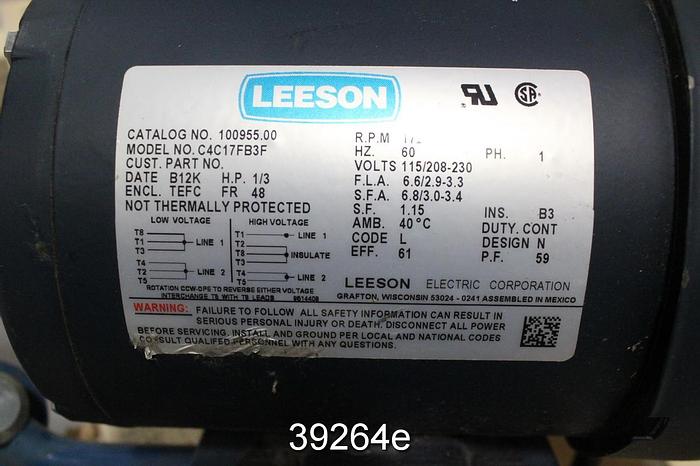 LEESON
CATALOG NO. 100955.00
MODEL NO. C4C17FB3F
CUST. PART NO.
DATE B12K H.P. 1/3
ENCL. TEFC FR 48
NOT THERMALLY PROTECTED
R.P.M
HZ. 60 PH. 1
VOLTS 115/208-230
F.L.A. 6.6/2.9-3.3
S.F.A. 6.8/3.0-3.4
S.F. 1.15 INS. B3
AMB. 40°C DUTY. CONT
CODE L DESIGN N
EFF. 61 P.F. 59
LOW VOLTAGE HIGH VOLTAGE
T8
T1 LINE 1
T3
T4
T2 LINE 2
T5
T1 LINE 1
T2
T8 INSULATE
T3
T4 LINE 2
T5
ROTATION CCW-OPE TO REVERSE EITHER VOLTAGE
INTERCHANGE T5 WITH T8 LEADS
LEESON ELECTRIC CORPORATION
GRAFTON, WISCONSIN 53024 - 0241 ASSEMBLED IN MEXICO
WARNING: FAILURE TO FOLLOW ALL SAFETY INFORMATION CAN RESULT IN
SERIOUS PERSONAL INJURY OR DEATH. DISCONNECT ALL POWER
BEFORE SERVICING. INSTALL AND GROUND PER LOCAL AND NATIONAL CODES
CONSULT QUALIFIED PERSONNEL WITH ANY QUESTIONS.
39264e